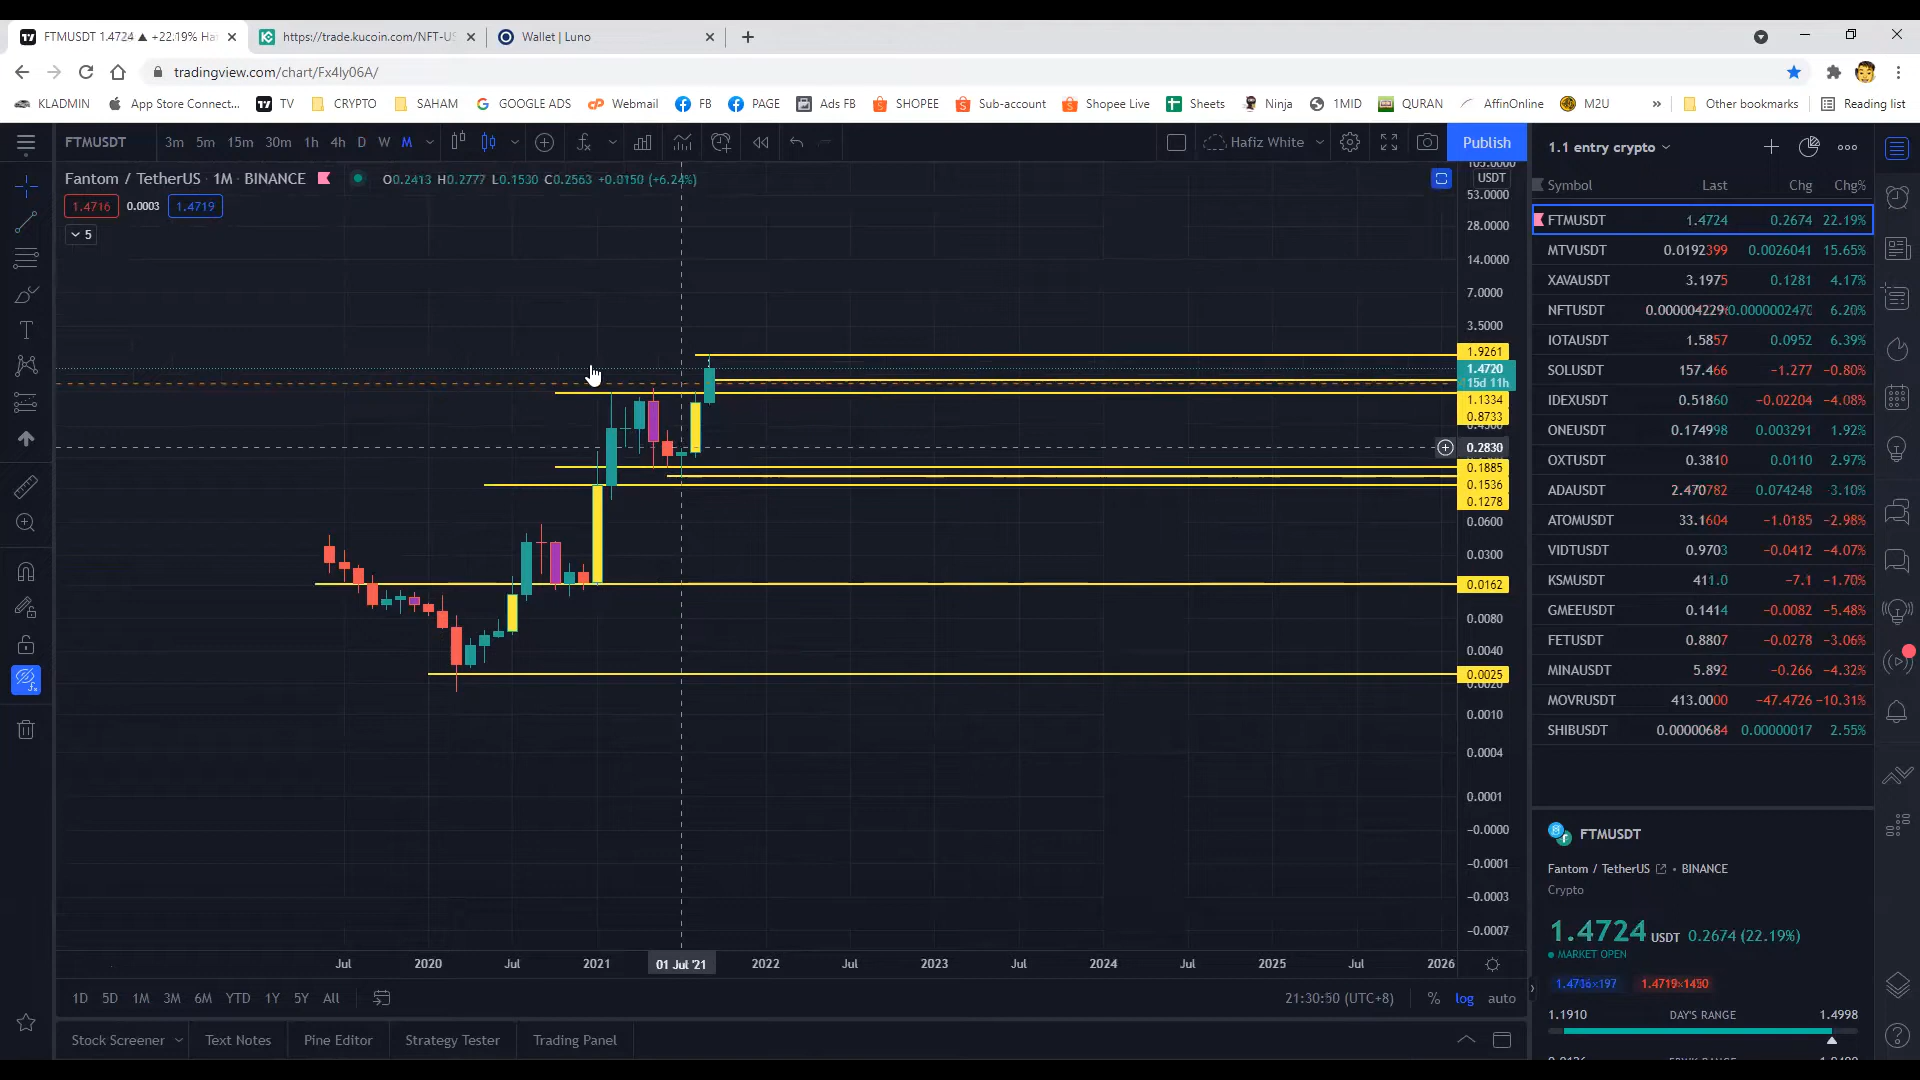 FTMUSDT 1.4724 ▲ +22.19% Ha
https://trade.kucoin.com/NFT-US
Wallet | Luno
tradingview.com/chart/Fx4ly06A/
KLADMIN
App Store Connect...
TV
CRYPTO
SAHAM
GOOGLE ADS
Webmail
FB
PAGE
Ads FB
SHOPEE
Sub-account
Shopee Live
Sheets
Ninja
1MID
QURAN
AffinOnline
M2U
»
Other bookmarks
Reading list
FTMUSDT
3m 5m 15m 30m 1h 4h D W M
Hafiz White
Publish
Fantom / TetherUS · 1M · BINANCE
O0.2413 H0.2777 L0.1530 C0.2563 +0.0150 (+6.24%)
1.4716 0.0003 1.4719
5
USDT
53.0000
28.0000
14.0000
7.0000
3.5000
1.9261
1.4720
15d 11h
1.1334
0.8733
0.2830
0.1885
0.1536
0.1278
0.0600
0.0300
0.0162
0.0080
0.0040
0.0025
0.0010
0.0004
0.0001
−0.0000
−0.0001
−0.0003
−0.0007
Jul 2020 Jul 2021 01 Jul '21 2022 Jul 2023 Jul 2024 Jul 2025 Jul 2026
1D 5D 1M 3M 6M YTD 1Y 5Y All
21:30:50 (UTC+8) % log auto
Stock Screener Text Notes Pine Editor Strategy Tester Trading Panel
1.1 entry crypto
Symbol Last Chg Chg%
FTMUSDT 1.4724 0.2674 22.19%
MTVUSDT 0.0192399 0.0026041 15.65%
XAVAUSDT 3.1975 0.1281 4.17%
NFTUSDT 0.000004229 0.000000247 6.20%
IOTAUSDT 1.5857 0.0952 6.39%
SOLUSDT 157.466 −1.277 −0.80%
IDEXUSDT 0.51860 −0.02204 −4.08%
ONEUSDT 0.174998 0.003291 1.92%
OXTUSDT 0.3810 0.0110 2.97%
ADAUSDT 2.470782 0.074248 3.10%
ATOMUSDT 33.1604 −1.0185 −2.98%
VIDTUSDT 0.9703 −0.0412 −4.07%
KSMUSDT 411.0 −7.1 −1.70%
GMEEUSDT 0.1414 −0.0082 −5.48%
FETUSDT 0.8807 −0.0278 −3.06%
MINAUSDT 5.892 −0.266 −4.32%
MOVRUSDT 413.0000 −47.4726 −10.31%
SHIBUSDT 0.00000684 0.00000017 2.55%
FTMUSDT
Fantom / TetherUS • BINANCE
Crypto
1.4724 USDT 0.2674 (22.19%)
MARKET OPEN
1.1910 DAY'S RANGE 1.4998